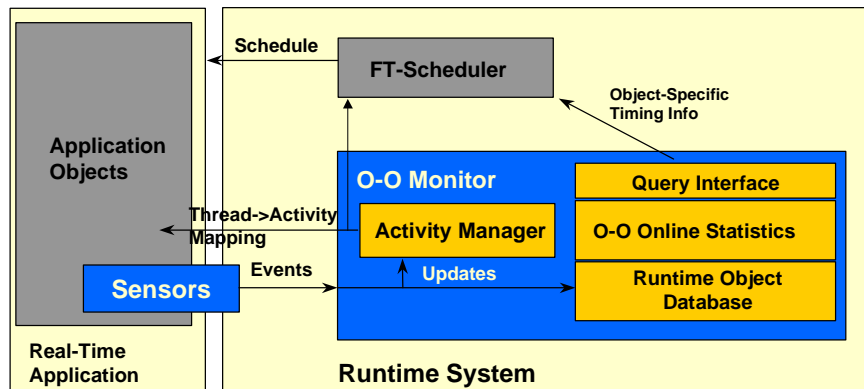 Schedule
FT-Scheduler
Object-Specific
Timing Info
Application
Objects
O-O Monitor
Query Interface
Thread->Activity
Mapping
Activity Manager
O-O Online Statistics
Events
Updates
Sensors
Runtime Object
Database
Real-Time
Application
Runtime System